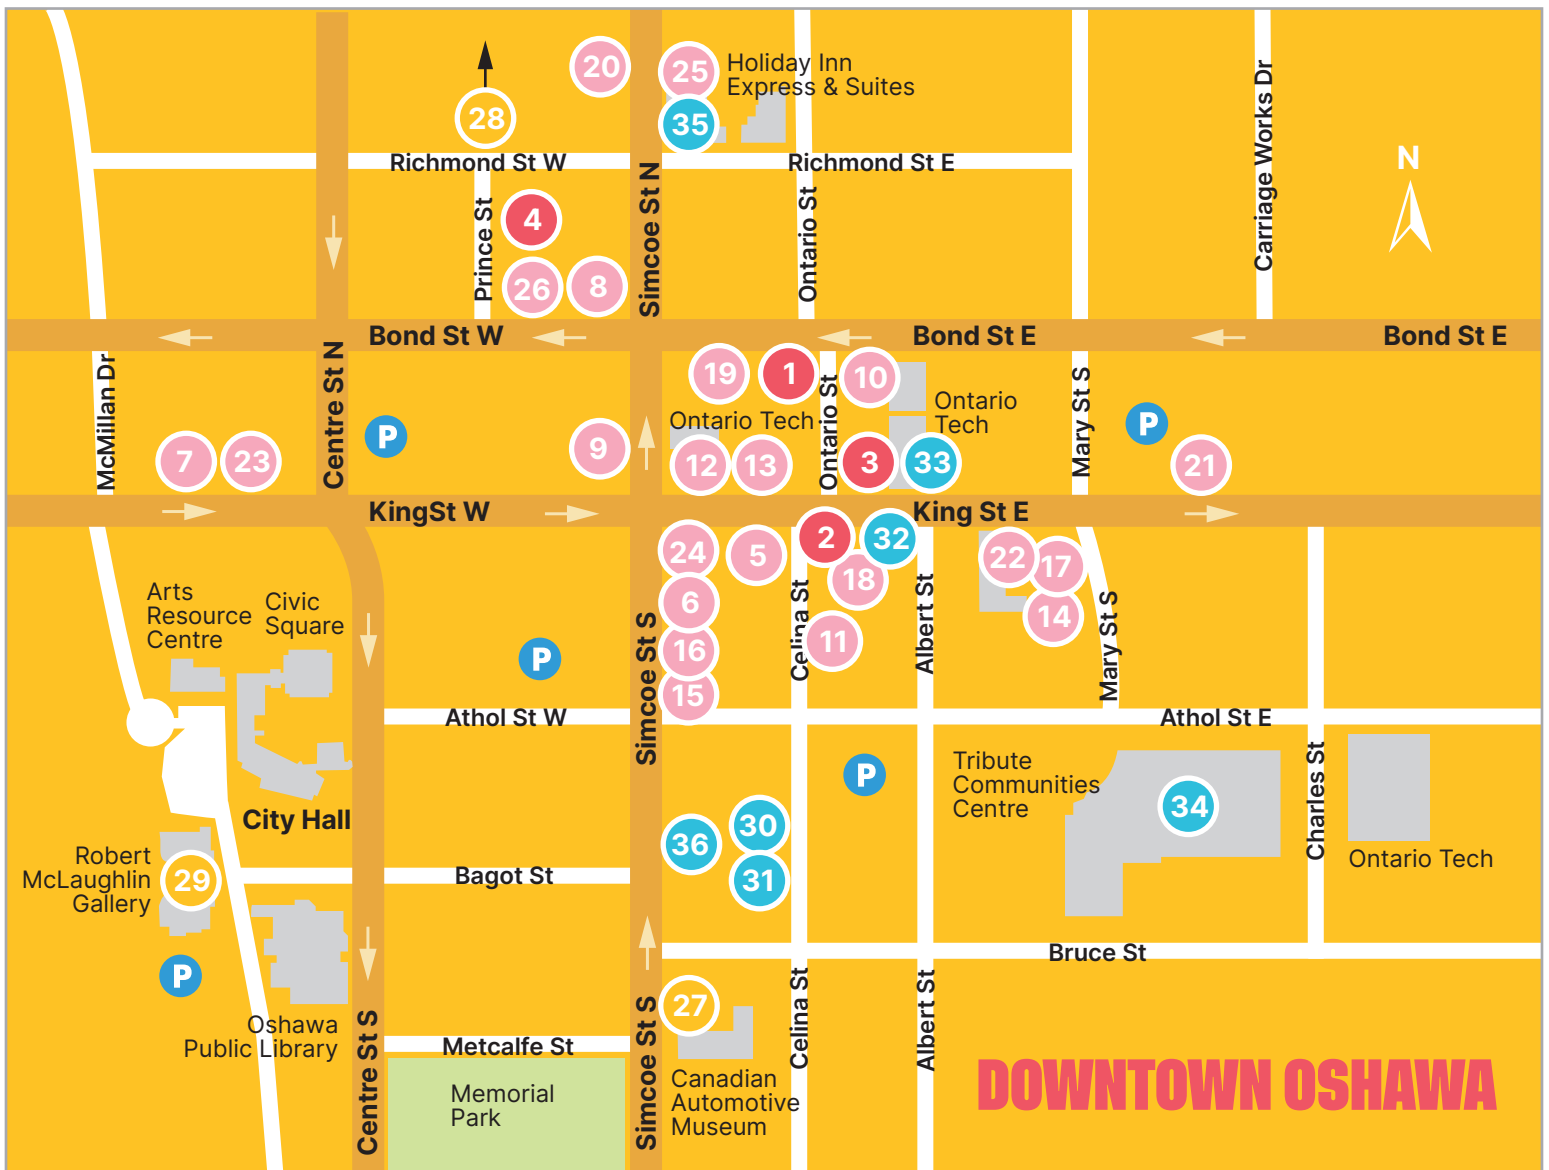 20
25
Holiday Inn
Express & Suites
28
35
Richmond St W
Richmond St E
Simcoe St N
Carriage Works Dr
N
Prince St
4
Ontario St
26
8
Bond St W
Bond St E
Bond St E
McMillan Dr
Centre St N
19
1
10
Ontario St
Ontario
Tech
Mary St S
P
Ontario Tech
P
7
23
9
12
13
3
33
21
KingSt W
King St E
24
5
2
32
18
22
17
14
6
11
16
15
Celina St
Albert St
Mary St S
Simcoe St S
Arts
Resource
Centre
Civic
Square
P
Athol St W
Athol St E
City Hall
Tribute
Communities
Centre
P
34
Charles St
Ontario Tech
36
30
31
Robert
McLaughlin
Gallery
29
Bagot St
P
Bruce St
Oshawa
Public Library
Centre St S
Metcalfe St
Simcoe St S
27
Celina St
Albert St
Memorial
Park
Canadian
Automotive
Museum
DOWNTOWN OSHAWA